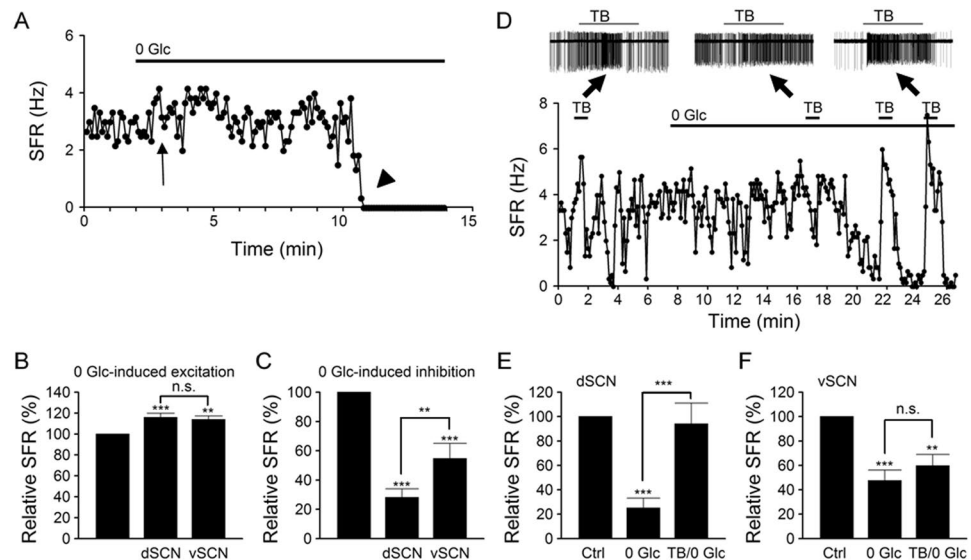 A
0 Glc
6
4
2
0
SFR (Hz)
0 5 10 15
Time (min)
D
TB TB TB
TB TB TB TB
0 Glc
8
6
4
2
0
SFR (Hz)
0 2 4 6 8 10 12 14 16 18 20 22 24 26
Time (min)
B
0 Glc-induced excitation
n.s.
*** **
140
120
100
80
60
40
20
0
Relative SFR (%)
dSCN vSCN
C
0 Glc-induced inhibition
**
***
***
100
80
60
40
20
0
Relative SFR (%)
dSCN vSCN
E
dSCN
***
***
120
100
80
60
40
20
0
Relative SFR (%)
Ctrl 0 Glc TB/0 Glc
F
vSCN
n.s.
**
***
120
100
80
60
40
20
0
Relative SFR (%)
Ctrl 0 Glc TB/0 Glc